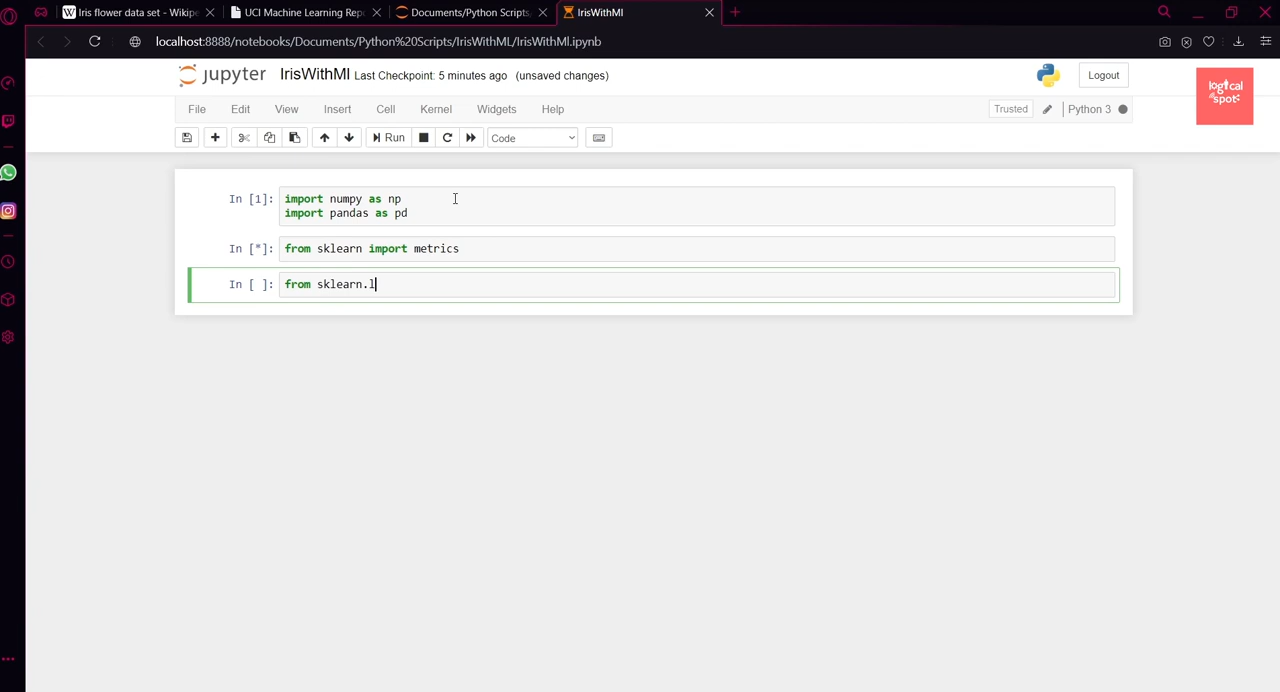 Iris flower data set - Wikipe
UCI Machine Learning Repo
Documents/Python Scripts,
IrisWithMl
localhost:8888/notebooks/Documents/Python%20Scripts/IrisWithML/IrisWithMl.ipynb
jupyter IrisWithMl Last Checkpoint: 5 minutes ago (unsaved changes)
Logout
logical
spot
File Edit View Insert Cell Kernel Widgets Help
Trusted Python 3
Run Code
In [1]: import numpy as np
import pandas as pd
In [*]: from sklearn import metrics
In [ ]: from sklearn.l